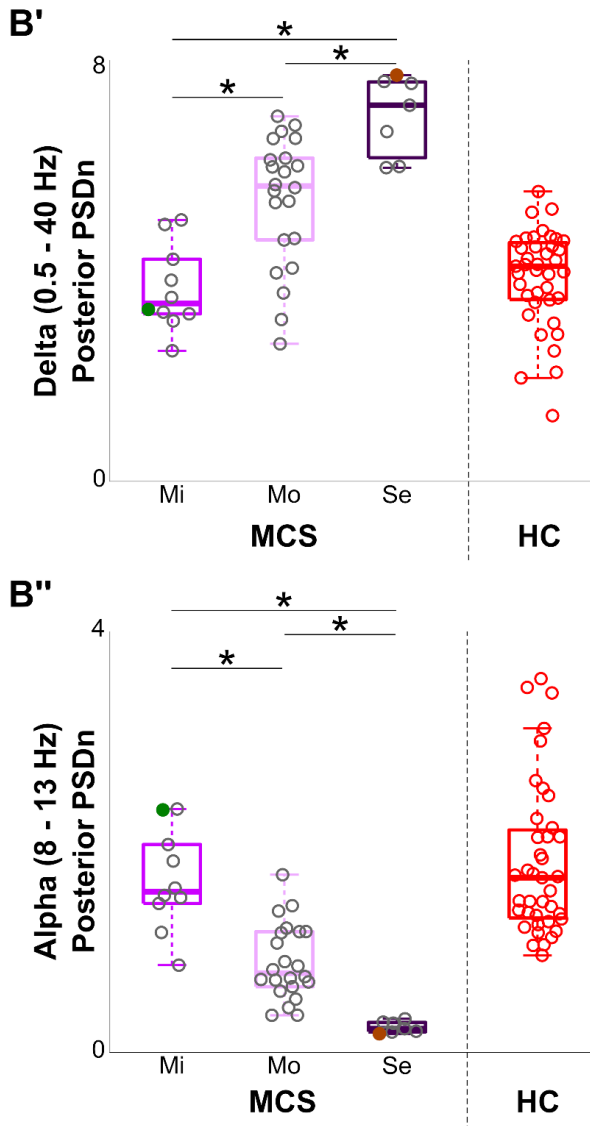 B'
*
*
*
8
0
Delta (0.5 - 40 Hz)
Posterior PSDn
Mi
Mo
Se
MCS
HC
B"
*
*
*
4
0
Alpha (8 - 13 Hz)
Posterior PSDn
Mi
Mo
Se
MCS
HC